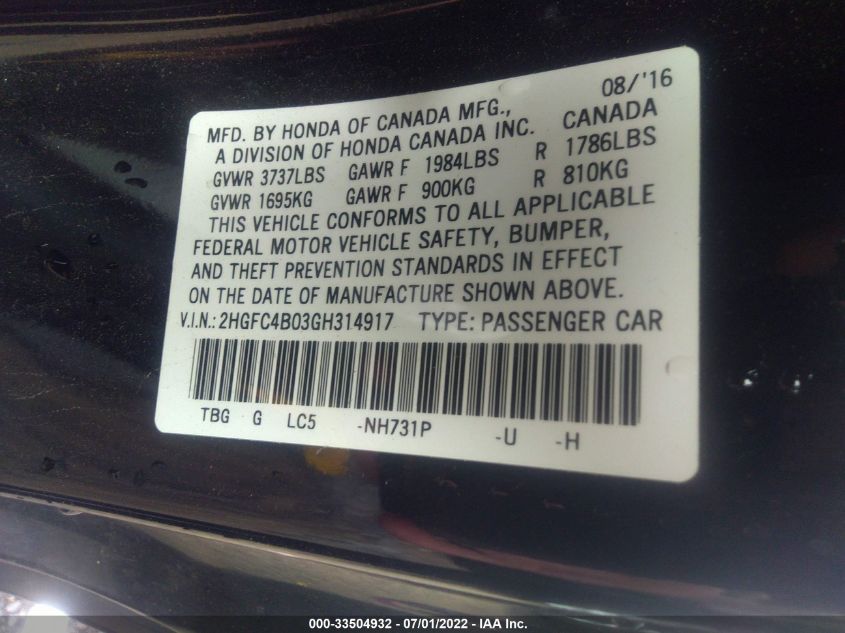 08/'16
MFD. BY HONDA OF CANADA MFG., CANADA
A DIVISION OF HONDA CANADA INC.
GVWR 3737LBS GAWR F 1984LBS R 1786LBS
GVWR 1695KG GAWR F 900KG R 810KG
THIS VEHICLE CONFORMS TO ALL APPLICABLE
FEDERAL MOTOR VEHICLE SAFETY, BUMPER,
AND THEFT PREVENTION STANDARDS IN EFFECT
ON THE DATE OF MANUFACTURE SHOWN ABOVE.
V.I.N.: 2HGFC4B03GH314917 TYPE: PASSENGER CAR
TBG G LC5 -NH731P -U -H
000-33504932 - 07/01/2022 - IAA Inc.